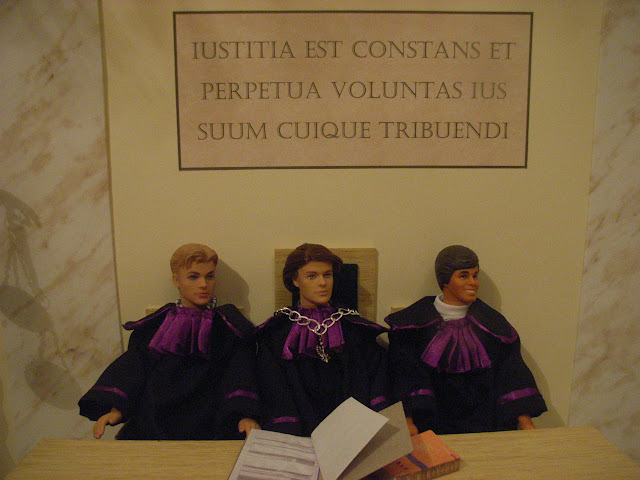 IUSTITIA EST CONSTANS ET
PERPETUA VOLUNTAS IUS
SUUM CUIQUE TRIBUENDI